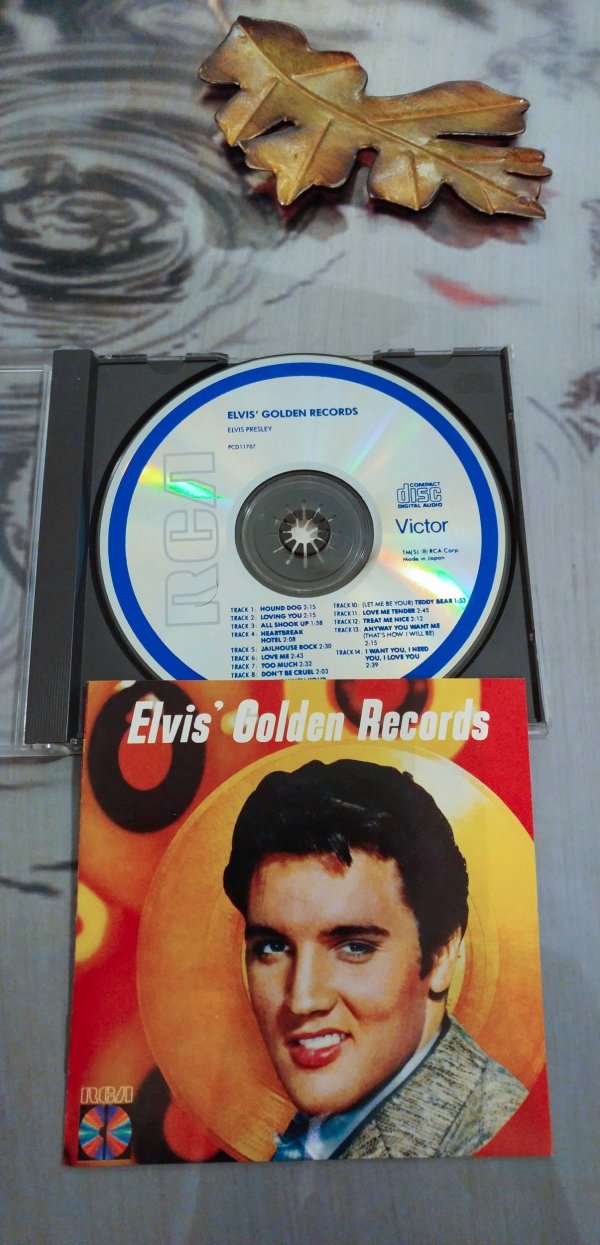 ELVIS' GOLDEN RECORDS
ELVIS PRESLEY
PCD11707
RCA
COMPACT
disc
DIGITAL AUDIO
Victor
TM(S) ® RCA Corp.
Made in Japan
TRACK 1: HOUND DOG 2:15
TRACK 2: LOVING YOU 2:15
TRACK 3: ALL SHOOK UP 1:58
TRACK 4: HEARTBREAK
HOTEL 2:08
TRACK 5: JAILHOUSE ROCK 2:30
TRACK 6: LOVE ME 2:43
TRACK 7: TOO MUCH 2:32
TRACK 8: DON'T BE CRUEL 2:03
TRACK 10: (LET ME BE YOUR) TEDDY BEAR 1:53
TRACK 11: LOVE ME TENDER 2:45
TRACK 12: TREAT ME NICE 2:12
TRACK 13: ANYWAY YOU WANT ME
(THAT'S HOW I WILL BE)
2:15
TRACK 14: I WANT YOU, I NEED
YOU, I LOVE YOU
2:39
Elvis' Golden Records
RCA